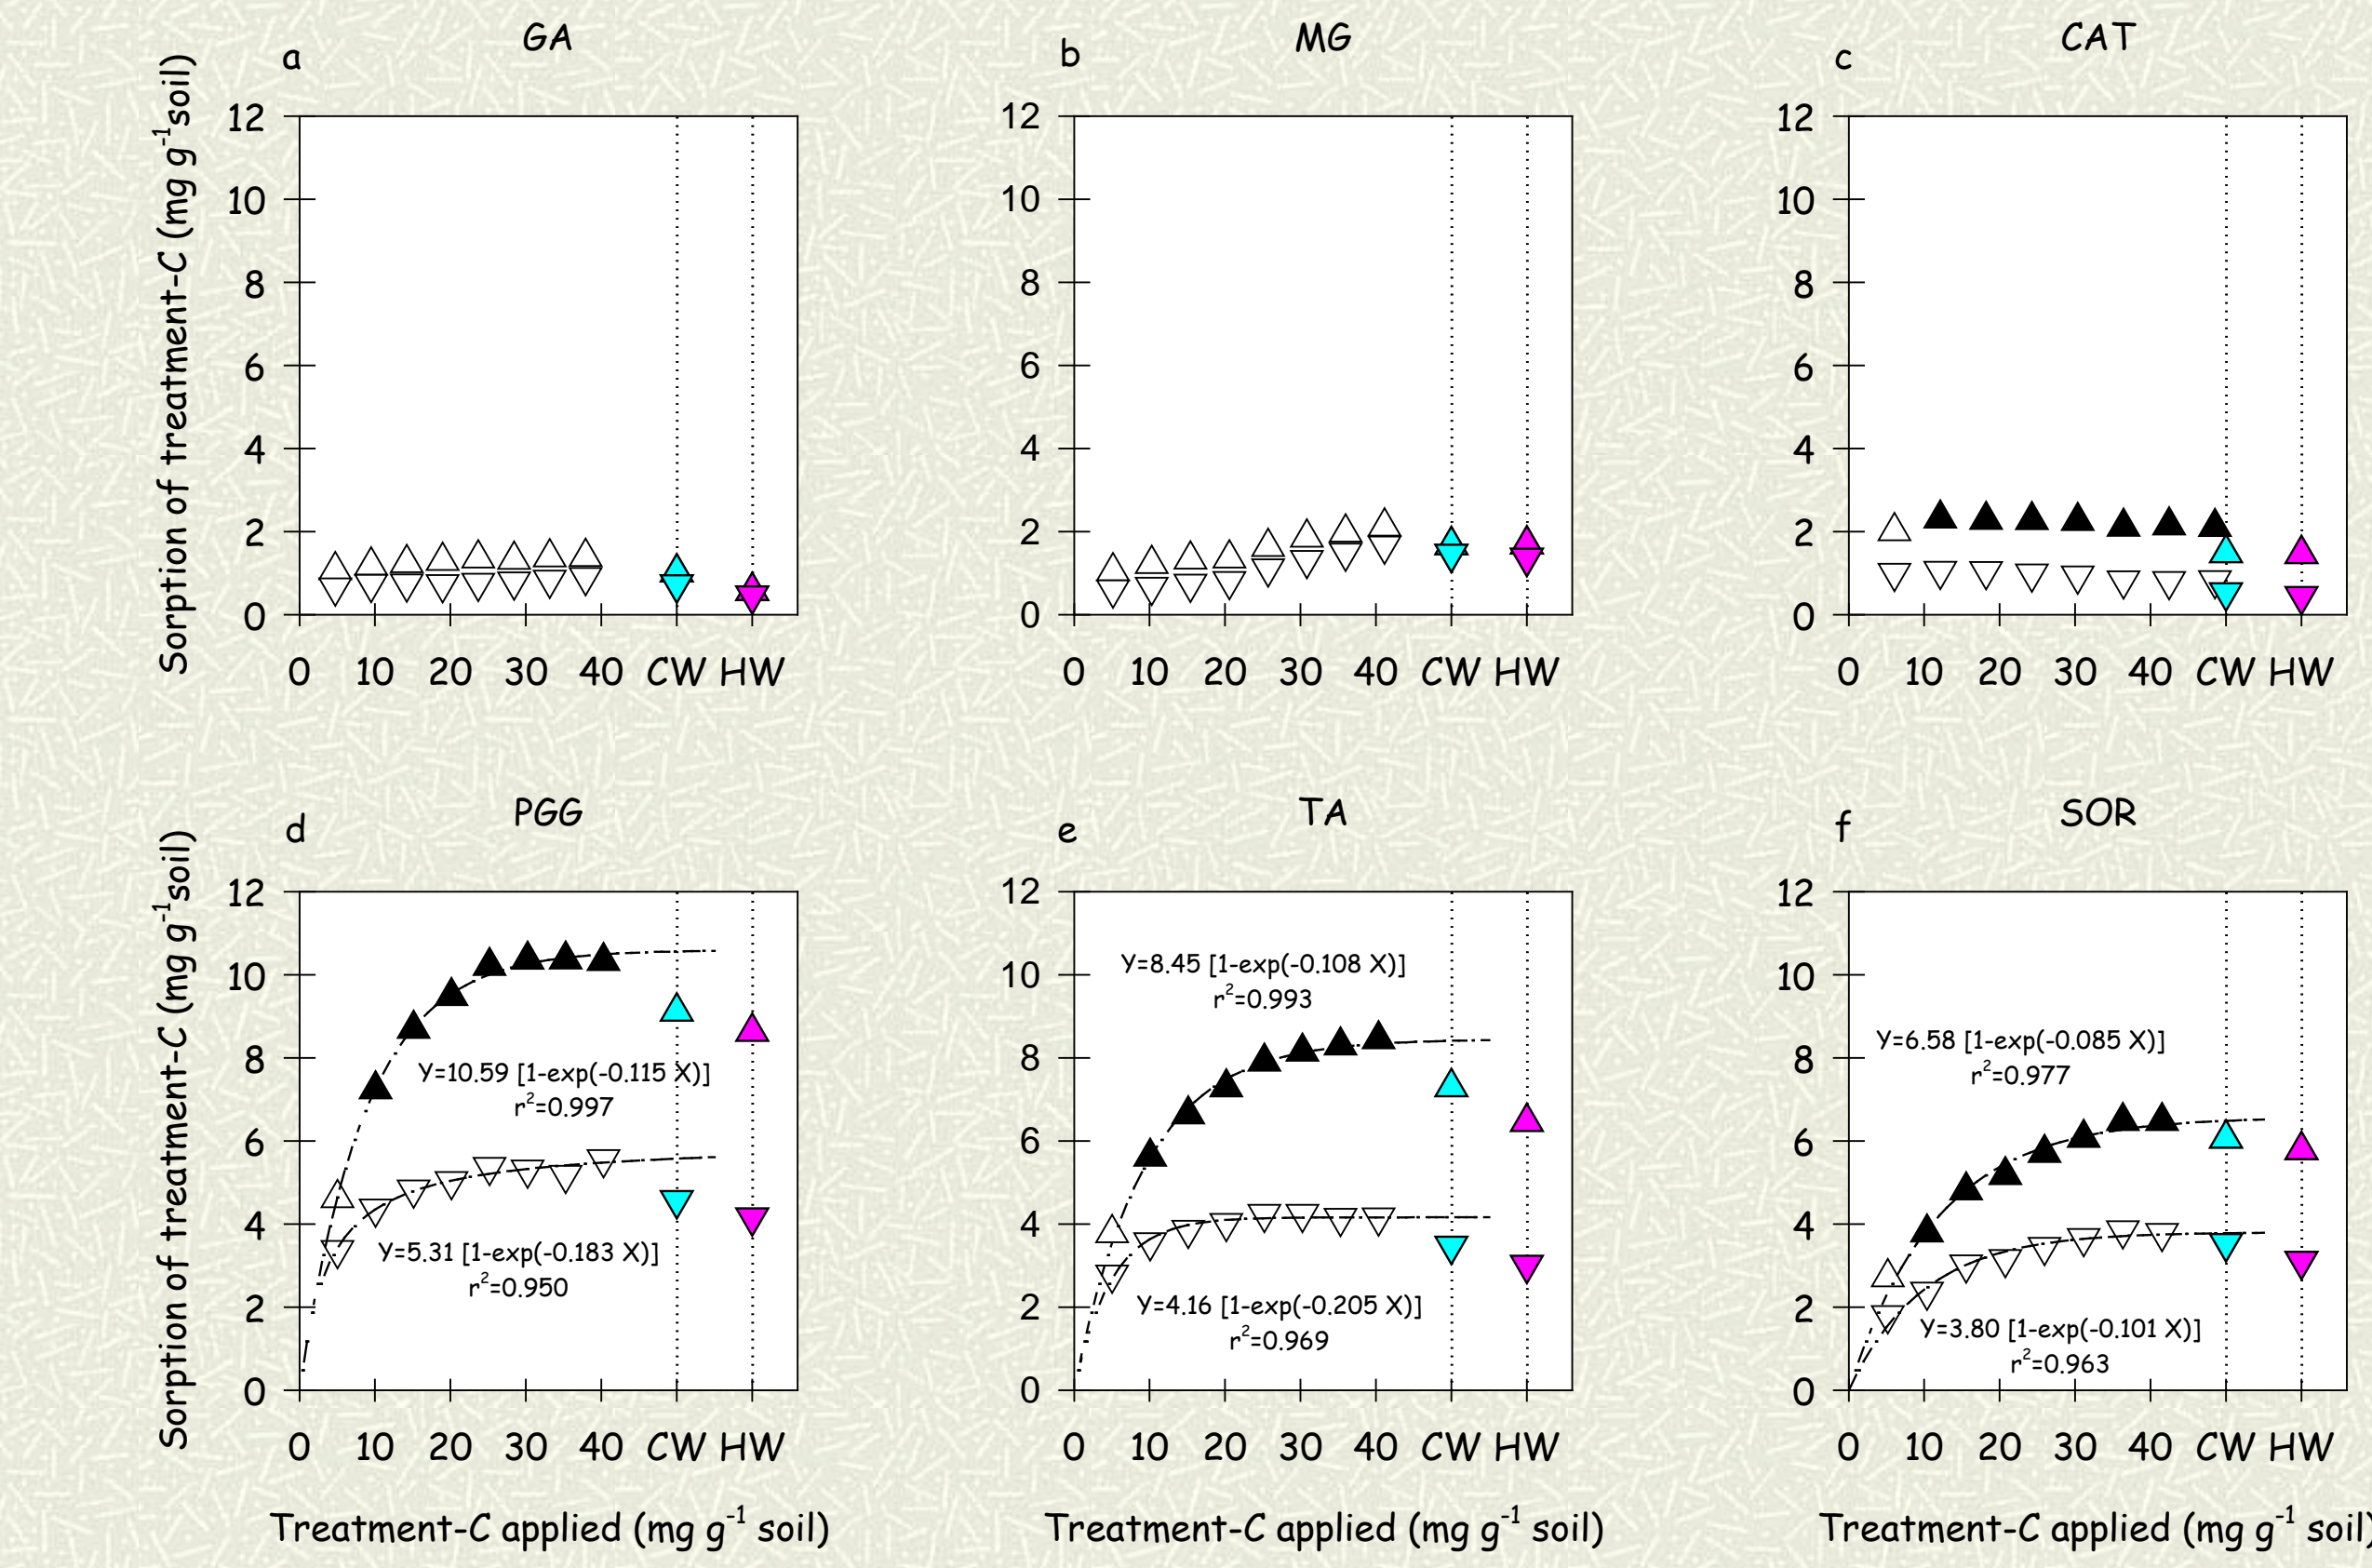 GA
MG
CAT
a
b
c
Sorption of treatment-C (mg g-1soil)
12
10
8
6
4
2
0
0 10 20 30 40 CW HW
12
10
8
6
4
2
0
0 10 20 30 40 CW HW
12
10
8
6
4
2
0
0 10 20 30 40 CW HW
PGG
TA
SOR
d
e
f
Sorption of treatment-C (mg g-1soil)
12
10
8
6
4
2
0
Y=10.59 [1-exp(-0.115 X)]
r2=0.997
Y=5.31 [1-exp(-0.183 X)]
r2=0.950
0 10 20 30 40 CW HW
Treatment-C applied (mg g-1 soil)
12
10
8
6
4
2
0
Y=8.45 [1-exp(-0.108 X)]
r2=0.993
Y=4.16 [1-exp(-0.205 X)]
r2=0.969
0 10 20 30 40 CW HW
Treatment-C applied (mg g-1 soil)
12
10
8
6
4
2
0
Y=6.58 [1-exp(-0.085 X)]
r2=0.977
Y=3.80 [1-exp(-0.101 X)]
r2=0.963
0 10 20 30 40 CW HW
Treatment-C applied (mg g-1 soil)